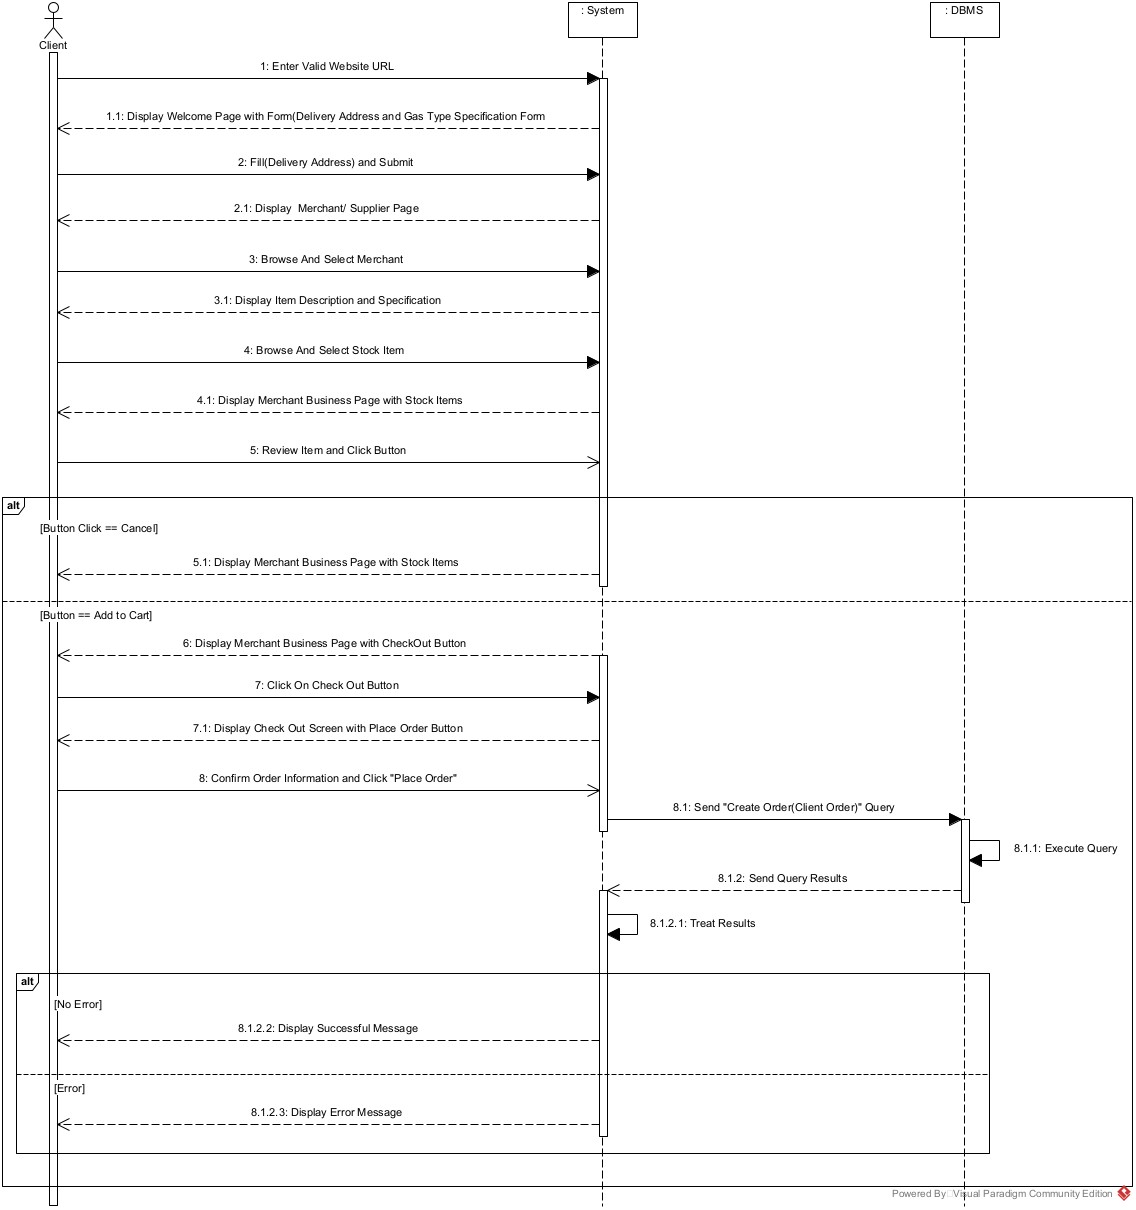 : System
: DBMS
Client
1: Enter Valid Website URL
1.1: Display Welcome Page with Form(Delivery Address and Gas Type Specification Form
2: Fill(Delivery Address) and Submit
2.1: Display  Merchant/ Supplier Page
3: Browse And Select Merchant
3.1: Display Item Description and Specification
4: Browse And Select Stock Item
4.1: Display Merchant Business Page with Stock Items
5: Review Item and Click Button
alt
[Button Click == Cancel]
5.1: Display Merchant Business Page with Stock Items
[Button == Add to Cart]
6: Display Merchant Business Page with CheckOut Button
7: Click On Check Out Button
7.1: Display Check Out Screen with Place Order Button
8: Confirm Order Information and Click "Place Order"
8.1: Send "Create Order(Client Order)" Query
8.1.1: Execute Query
8.1.2: Send Query Results
8.1.2.1: Treat Results
alt
[No Error]
8.1.2.2: Display Successful Message
[Error]
8.1.2.3: Display Error Message
Powered By Visual Paradigm Community Edition